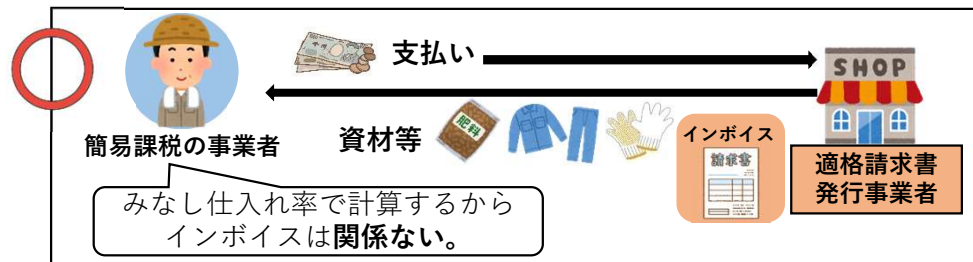 支払い
SHOP
簡易課税の事業者
資材等
肥料
インボイス
請求書
適格請求書
発行事業者
みなし仕入れ率で計算するから
インボイスは関係ない。